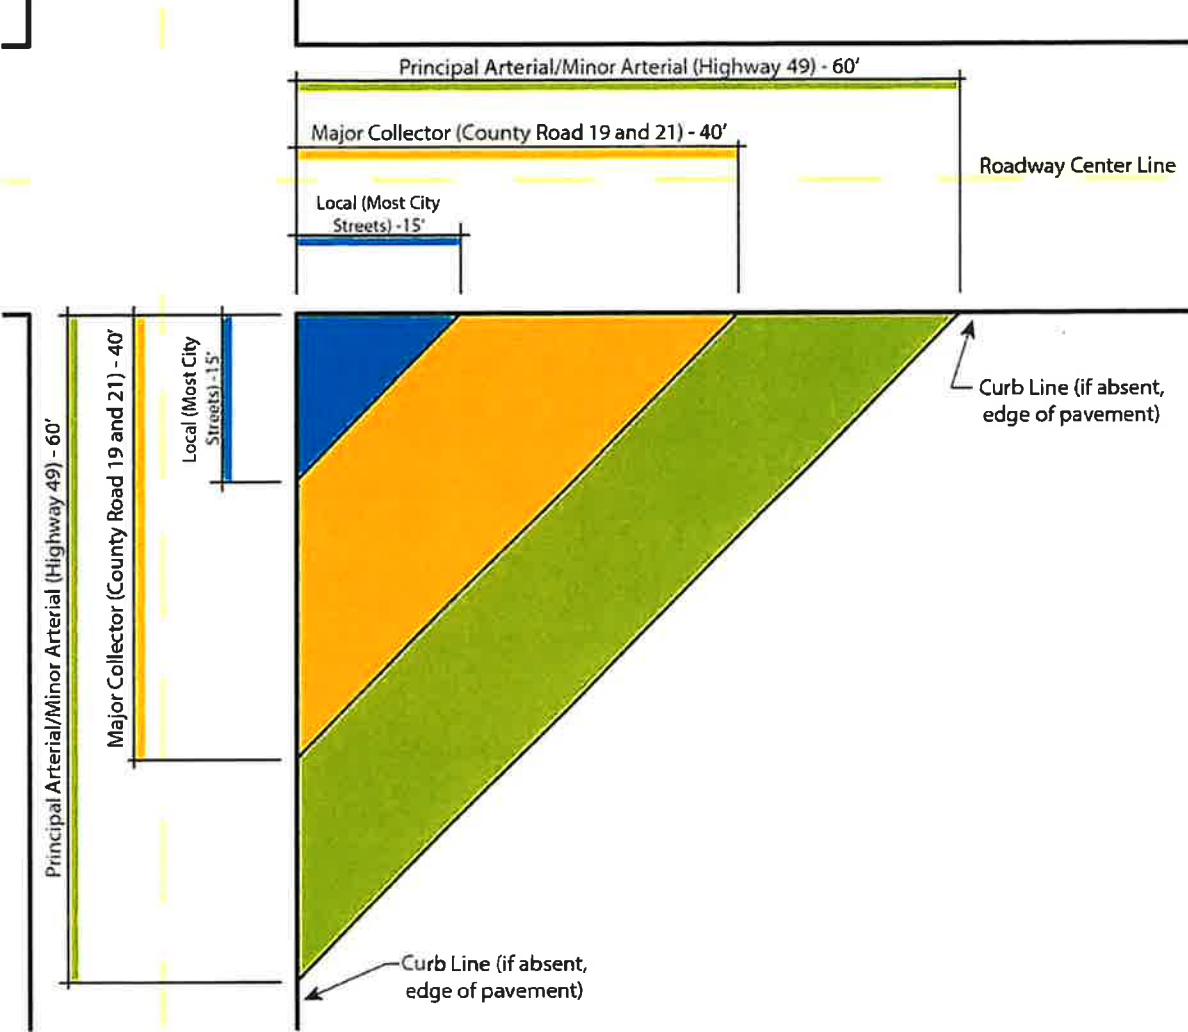 Principal Arterial/Minor Arterial (Highway 49) - 60'
Major Collector (County Road 19 and 21) - 40'
Roadway Center Line
Local (Most City
Streets) -15'
Principal Arterial/Minor Arterial (Highway 49) - 60'
Major Collector (County Road 19 and 21) - 40'
Local (Most City
Streets) -15'
Curb Line (if absent,
edge of pavement)
Curb Line (if absent,
edge of pavement)